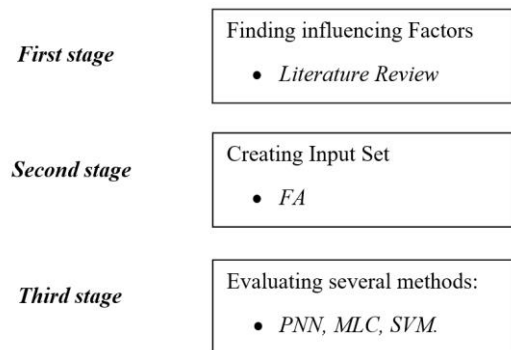 First stage
Finding influencing Factors
• Literature Review
Second stage
Creating Input Set
• FA
Third stage
Evaluating several methods:
• PNN, MLC, SVM.